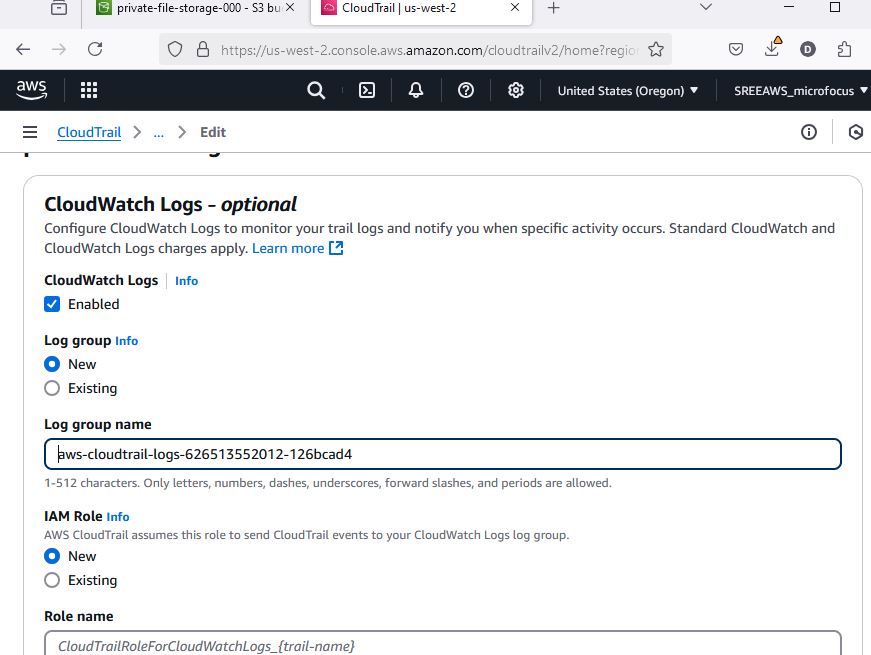 private-file-storage-000 - S3 bu
CloudTrail | us-west-2
https://us-west-2.console.aws.amazon.com/cloudtrailv2/home?region
D
aws
United States (Oregon)
SREEAWS_microfocus
CloudTrail
...
Edit
CloudWatch Logs - optional
Configure CloudWatch Logs to monitor your trail logs and notify you when specific activity occurs. Standard CloudWatch and
CloudWatch Logs charges apply. Learn more
CloudWatch Logs Info
Enabled
Log group Info
New
Existing
Log group name
aws-cloudtrail-logs-626513552012-126bcad4
1-512 characters. Only letters, numbers, dashes, underscores, forward slashes, and periods are allowed.
IAM Role Info
AWS CloudTrail assumes this role to send CloudTrail events to your CloudWatch Logs log group.
New
Existing
Role name
CloudTrailRoleForCloudWatchLogs_{trail-name}